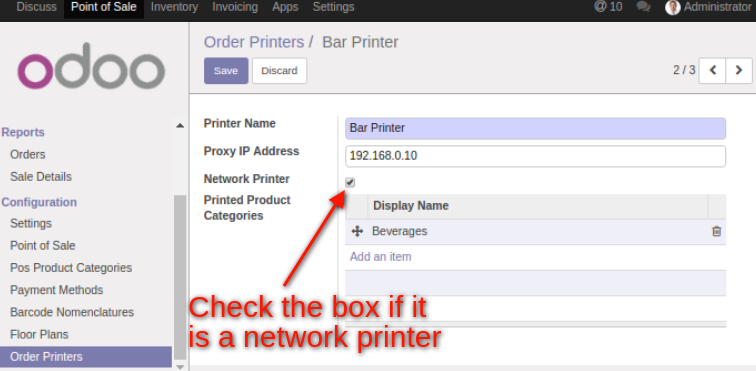 Discuss Point of Sale Inventory Invoicing Apps Settings @ 10 Administrator
odoo
Order Printers / Bar Printer
Save Discard 2 / 3
Reports
Orders
Sale Details
Configuration
Settings
Point of Sale
Pos Product Categories
Payment Methods
Barcode Nomenclatures
Floor Plans
Order Printers
Printer Name Bar Printer
Proxy IP Address 192.168.0.10
Network Printer
Printed Product
Categories
Display Name
Beverages
Add an item
Check the box if it
is a network printer